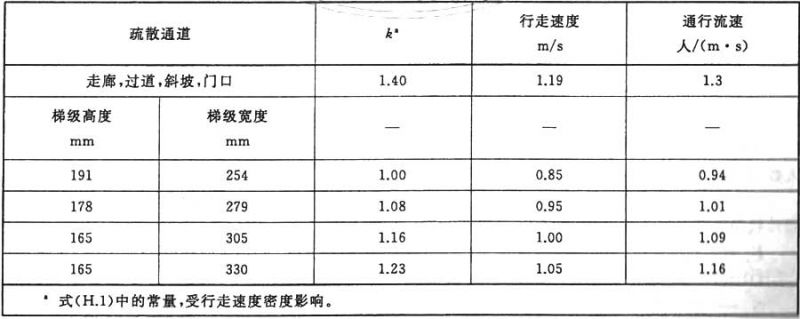 疏散通道 kª 行走速度 m/s 通行流速 人/(m·s)
走廊,过道,斜坡,门口 1.40 1.19 1.3
梯级高度 mm 梯级宽度 mm — — —
191 254 1.00 0.85 0.94
178 279 1.08 0.95 1.01
165 305 1.16 1.00 1.09
165 330 1.23 1.05 1.16
ª 式(H.1)中的常量,受行走速度密度影响。